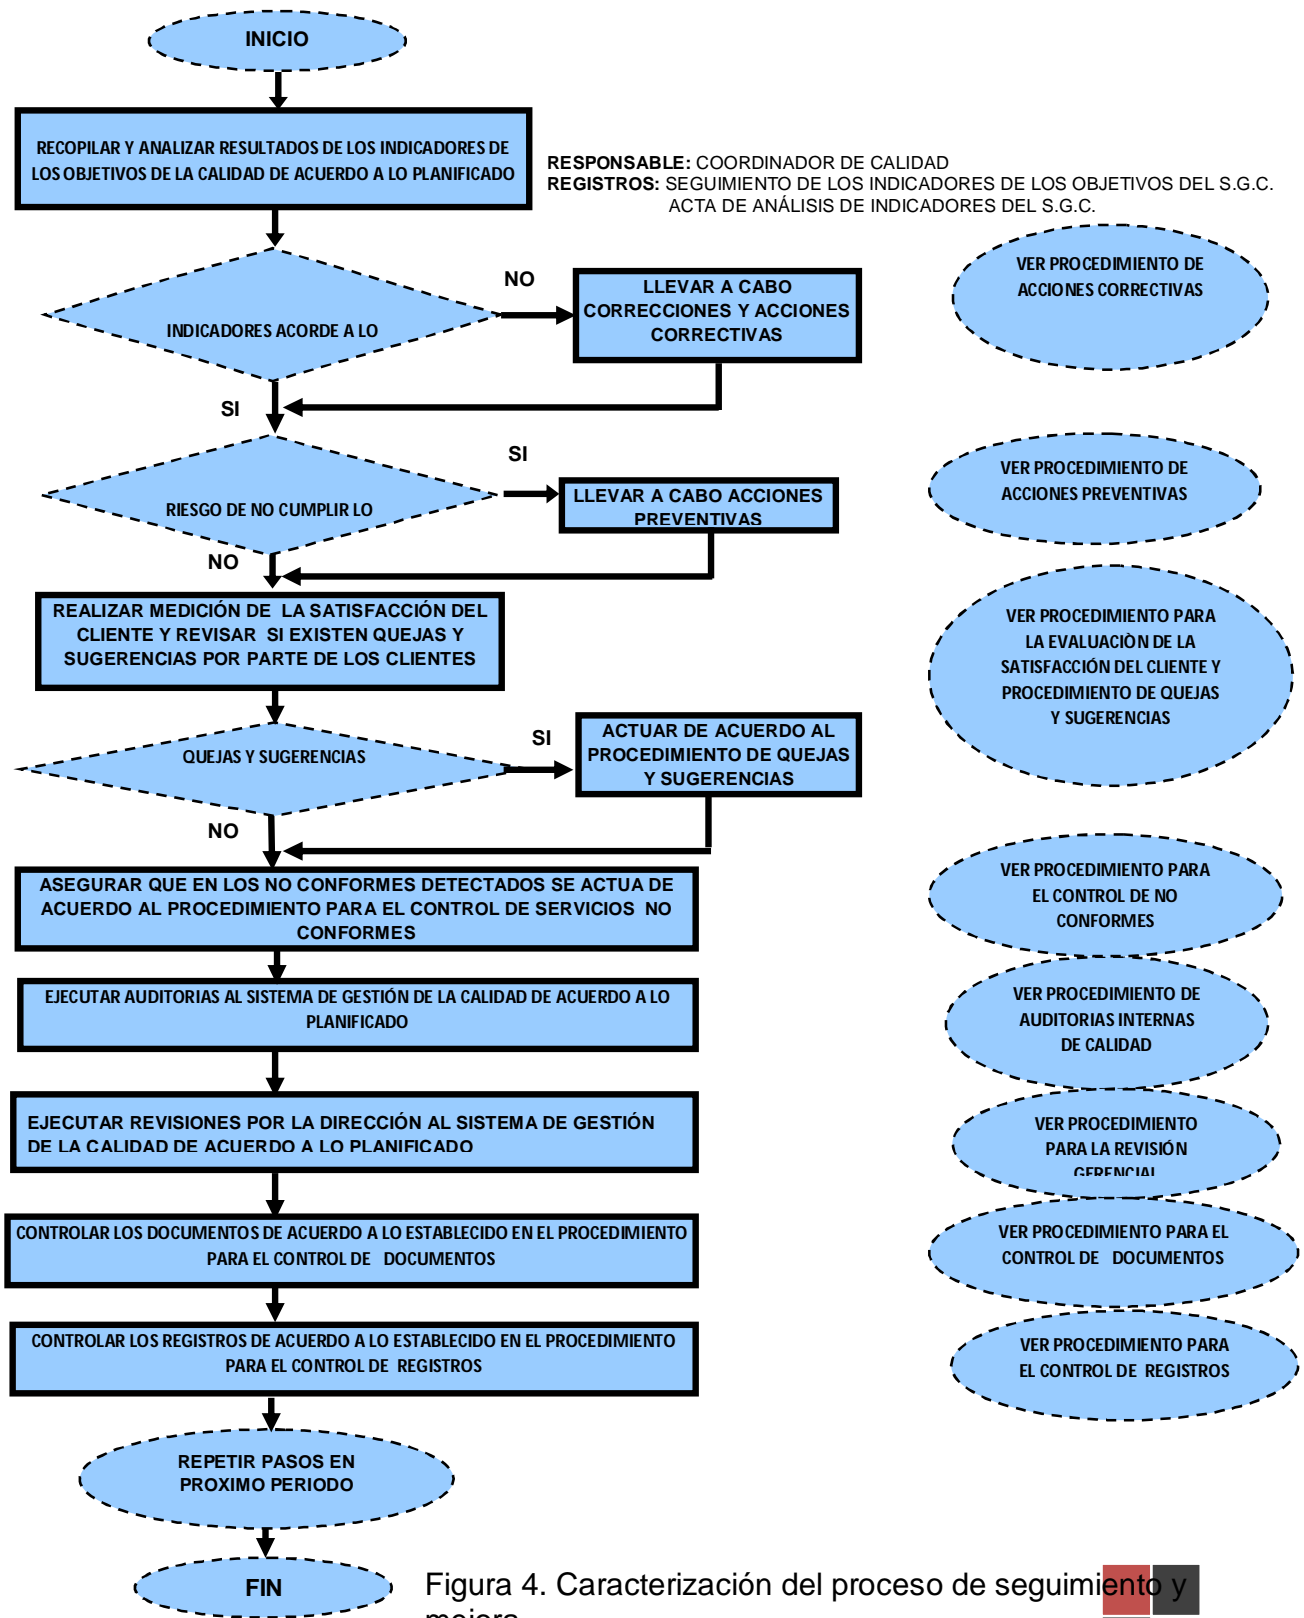 INICIO
RECOPILAR Y ANALIZAR RESULTADOS DE LOS INDICADORES DE
LOS OBJETIVOS DE LA CALIDAD DE ACUERDO A LO PLANIFICADO
RESPONSABLE: COORDINADOR DE CALIDAD
REGISTROS: SEGUIMIENTO DE LOS INDICADORES DE LOS OBJETIVOS DEL S.G.C.
ACTA DE ANÁLISIS DE INDICADORES DEL S.G.C.
INDICADORES ACORDE A LO
NO
LLEVAR A CABO
CORRECCIONES Y ACCIONES
CORRECTIVAS
VER PROCEDIMIENTO DE
ACCIONES CORRECTIVAS
SI
RIESGO DE NO CUMPLIR LO
SI
LLEVAR A CABO ACCIONES
PREVENTIVAS
VER PROCEDIMIENTO DE
ACCIONES PREVENTIVAS
NO
REALIZAR MEDICIÓN DE LA SATISFACCIÓN DEL
CLIENTE Y REVISAR SI EXISTEN QUEJAS Y
SUGERENCIAS POR PARTE DE LOS CLIENTES
VER PROCEDIMIENTO PARA
LA EVALUACIÒN DE LA
SATISFACCIÓN DEL CLIENTE Y
PROCEDIMIENTO DE QUEJAS
Y SUGERENCIAS
QUEJAS Y SUGERENCIAS
SI
ACTUAR DE ACUERDO AL
PROCEDIMIENTO DE QUEJAS
Y SUGERENCIAS
NO
ASEGURAR QUE EN LOS NO CONFORMES DETECTADOS SE ACTUA DE
ACUERDO AL PROCEDIMIENTO PARA EL CONTROL DE SERVICIOS NO
CONFORMES
VER PROCEDIMIENTO PARA
EL CONTROL DE NO
CONFORMES
EJECUTAR AUDITORIAS AL SISTEMA DE GESTIÓN DE LA CALIDAD DE ACUERDO A LO
PLANIFICADO
VER PROCEDIMIENTO DE
AUDITORIAS INTERNAS
DE CALIDAD
EJECUTAR REVISIONES POR LA DIRECCIÓN AL SISTEMA DE GESTIÓN
DE LA CALIDAD DE ACUERDO A LO PLANIFICADO
VER PROCEDIMIENTO
PARA LA REVISIÓN
GERENCIAL
CONTROLAR LOS DOCUMENTOS DE ACUERDO A LO ESTABLECIDO EN EL PROCEDIMIENTO
PARA EL CONTROL DE DOCUMENTOS
VER PROCEDIMIENTO PARA EL
CONTROL DE DOCUMENTOS
CONTROLAR LOS REGISTROS DE ACUERDO A LO ESTABLECIDO EN EL PROCEDIMIENTO
PARA EL CONTROL DE REGISTROS
VER PROCEDIMIENTO PARA
EL CONTROL DE REGISTROS
REPETIR PASOS EN
PROXIMO PERIODO
FIN
Figura 4. Caracterización del proceso de seguimiento y
mejora